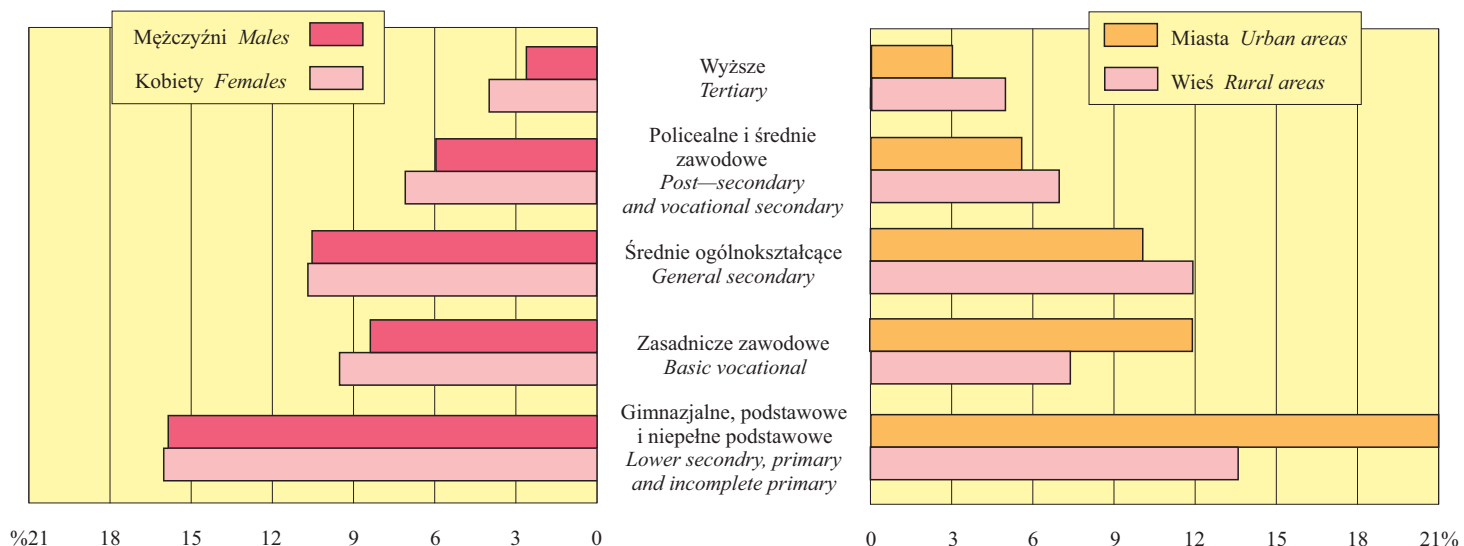 Mężczyźni Males
Kobiety Females
Miasta Urban areas
Wieś Rural areas
Wyższe
Tertiary
Policealne i średnie
zawodowe
Post—secondary
and vocational secondary
Średnie ogólnokształcące
General secondary
Zasadnicze zawodowe
Basic vocational
Gimnazjalne, podstawowe
i niepełne podstawowe
Lower secondry, primary
and incomplete primary
%21 18 15 12 9 6 3 0
0 3 6 9 12 15 18 21%